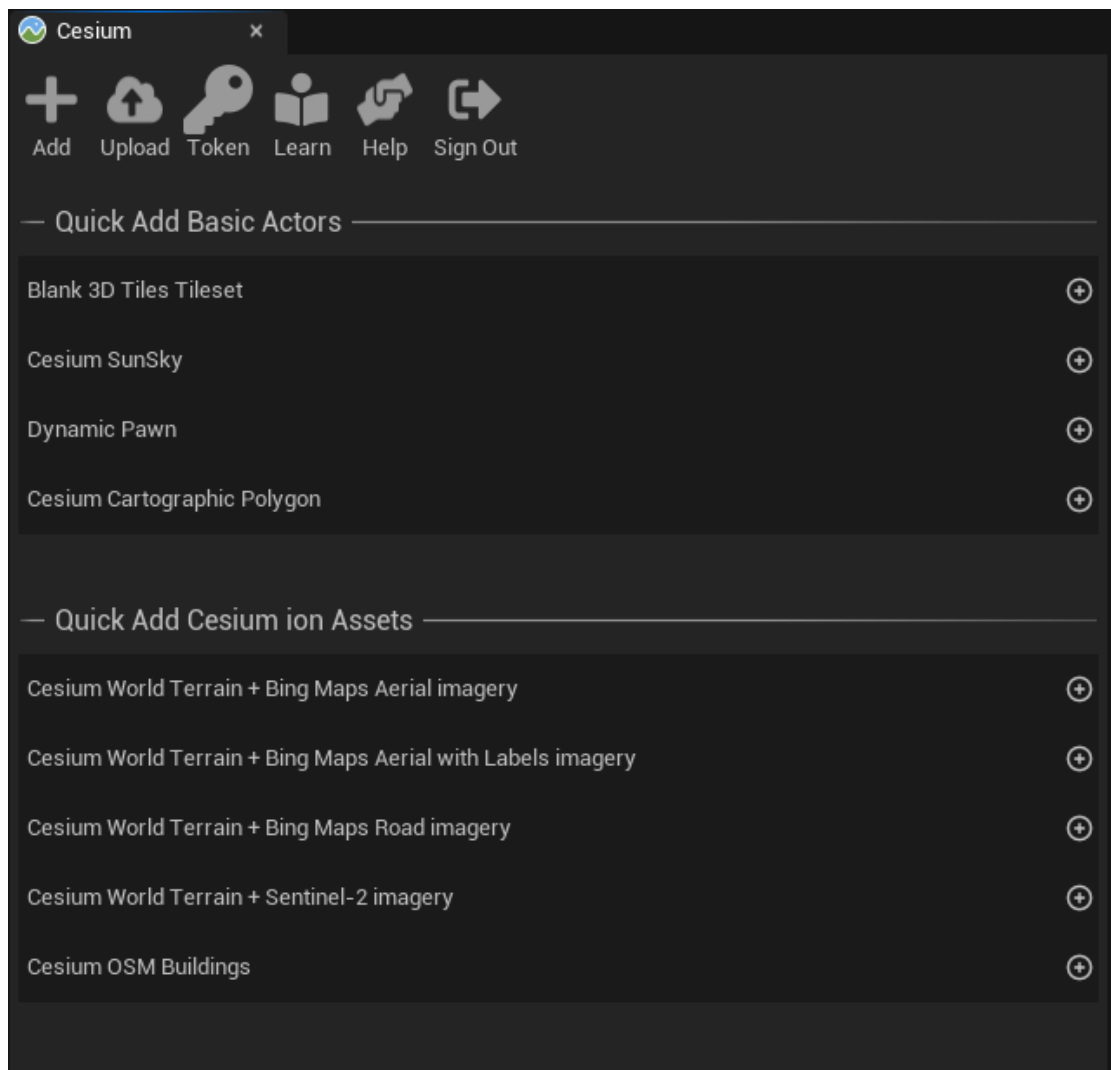 Cesium
Add Upload Token Learn Help Sign Out
Quick Add Basic Actors
Blank 3D Tiles Tileset
Cesium SunSky
Dynamic Pawn
Cesium Cartographic Polygon
Quick Add Cesium ion Assets
Cesium World Terrain + Bing Maps Aerial imagery
Cesium World Terrain + Bing Maps Aerial with Labels imagery
Cesium World Terrain + Bing Maps Road imagery
Cesium World Terrain + Sentinel-2 imagery
Cesium OSM Buildings